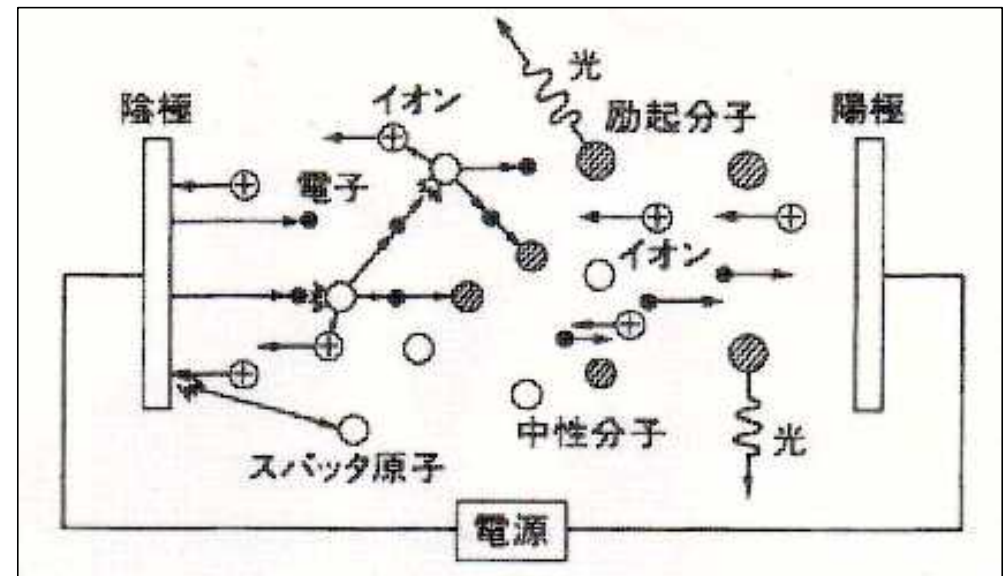 光
イオン
励起分子
陰極
陽極
電子
イオン
中性分子
スパッタ原子
光
電源